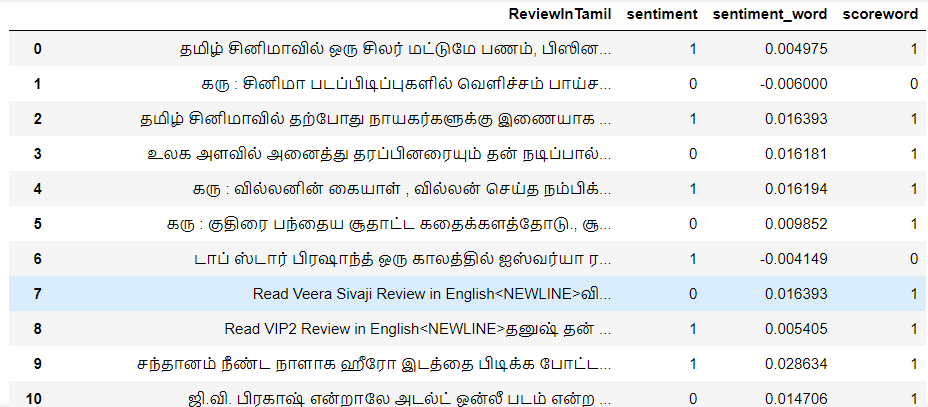 ReviewInTamil sentiment sentiment_word scoreword
0 தமிழ் சினிமாவில் ஒரு சிலர் மட்டுமே பணம், பிஸின... 1 0.004975 1
1 கரு : சினிமா படப்பிடிப்புகளில் வெளிச்சம் பாய்ச... 0 -0.006000 0
2 தமிழ் சினிமாவில் தற்போது நாயகர்களுக்கு இணையாக ... 1 0.016393 1
3 உலக அளவில் அனைத்து தரப்பினரையும் தன் நடிப்பால்... 0 0.016181 1
4 கரு : வில்லனின் கையாள் , வில்லன் செய்த நம்பிக்... 1 0.016194 1
5 கரு : குதிரை பந்தைய சூதாட்ட கதைக்களத்தோடு., சூ... 0 0.009852 1
6 டாப் ஸ்டார் பிரஷாந்த் ஒரு காலத்தில் ஐஸ்வர்யா ர... 1 -0.004149 0
7 Read Veera Sivaji Review in English<NEWLINE>வி... 0 0.016393 1
8 Read VIP2 Review in English<NEWLINE>தனுஷ் தன் ... 1 0.005405 1
9 சந்தானம் நீண்ட நாளாக ஹீரோ இடத்தை பிடிக்க போட்ட... 1 0.028634 1
10 ஜி.வி. பிரகாஷ் என்றாலே அடல்ட் ஒன்லீ படம் என்ற ... 0 0.014706 1